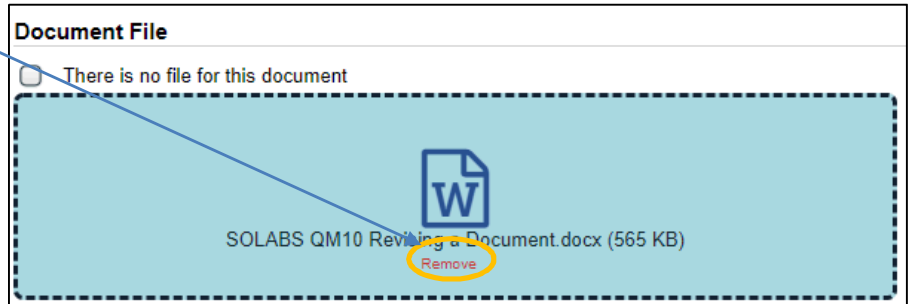 Document File
There is no file for this document
W
SOLABS QM10 Revising a Document.docx (565 KB)
Remove